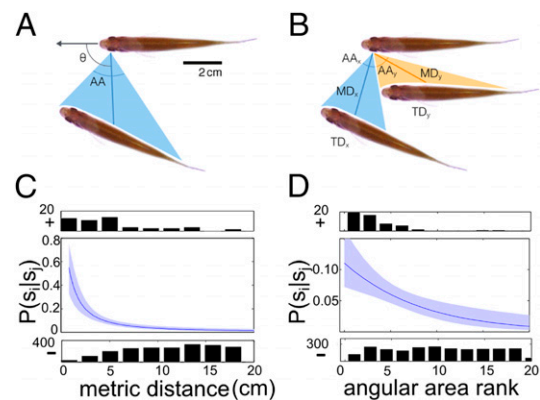 A
θ
AA
2 cm
B
AAx
AAy
MDx
MDy
TDy
TDx
C
20
+
0.8
0.6
0.4
0.2
0
P(si|sj)
400
−
0 5 10 15 20
metric distance (cm)
D
20
+
0.10
0.05
P(si|sj)
300
−
0 5 10 15 20
angular area rank